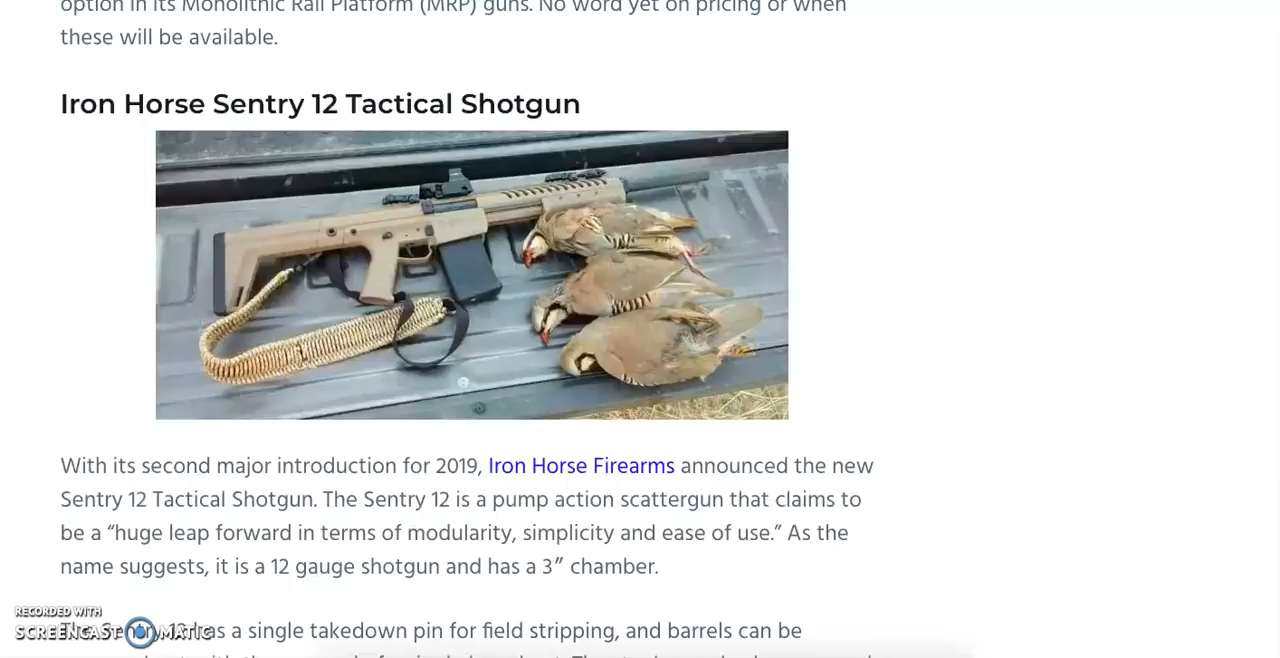 option in its Monolithic Rail Platform (MRP) guns. No word yet on pricing or when
these will be available.
Iron Horse Sentry 12 Tactical Shotgun
With its second major introduction for 2019, Iron Horse Firearms announced the new
Sentry 12 Tactical Shotgun. The Sentry 12 is a pump action scattergun that claims to
be a “huge leap forward in terms of modularity, simplicity and ease of use.” As the
name suggests, it is a 12 gauge shotgun and has a 3″ chamber.
RECORDED WITH
SCREENCAST-O-MATIC
as a single takedown pin for field stripping, and barrels can be